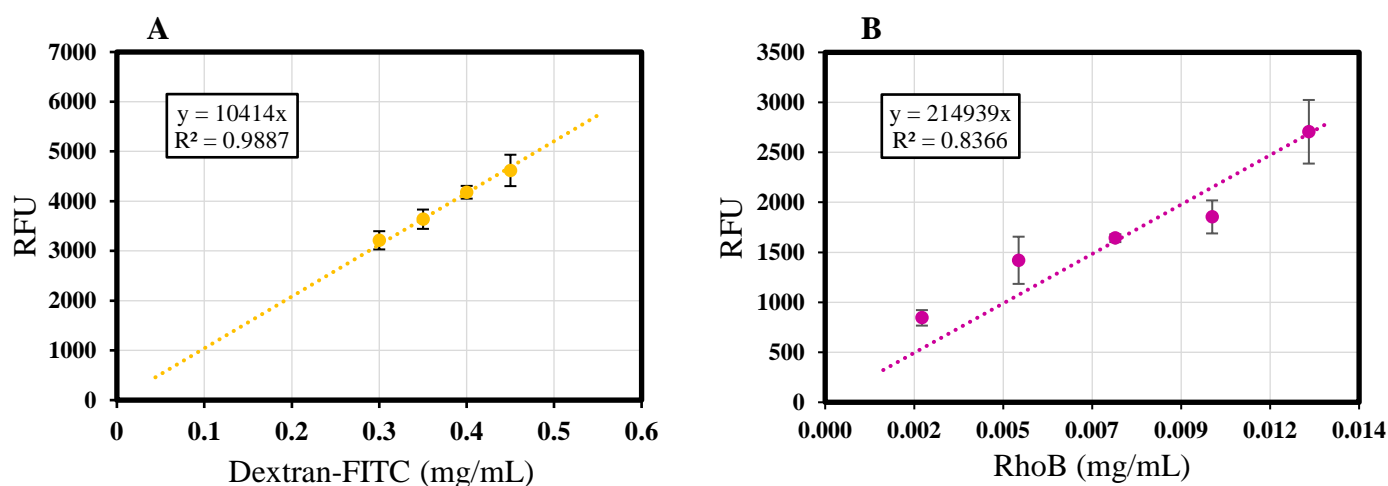 A
7000
6000
5000
4000
3000
2000
1000
0
RFU
y = 10414x
R² = 0.9887
0 0.1 0.2 0.3 0.4 0.5 0.6
Dextran-FITC (mg/mL)
B
3500
3000
2500
2000
1500
1000
500
0
RFU
y = 214939x
R² = 0.8366
0.000 0.002 0.005 0.007 0.009 0.012 0.014
RhoB (mg/mL)